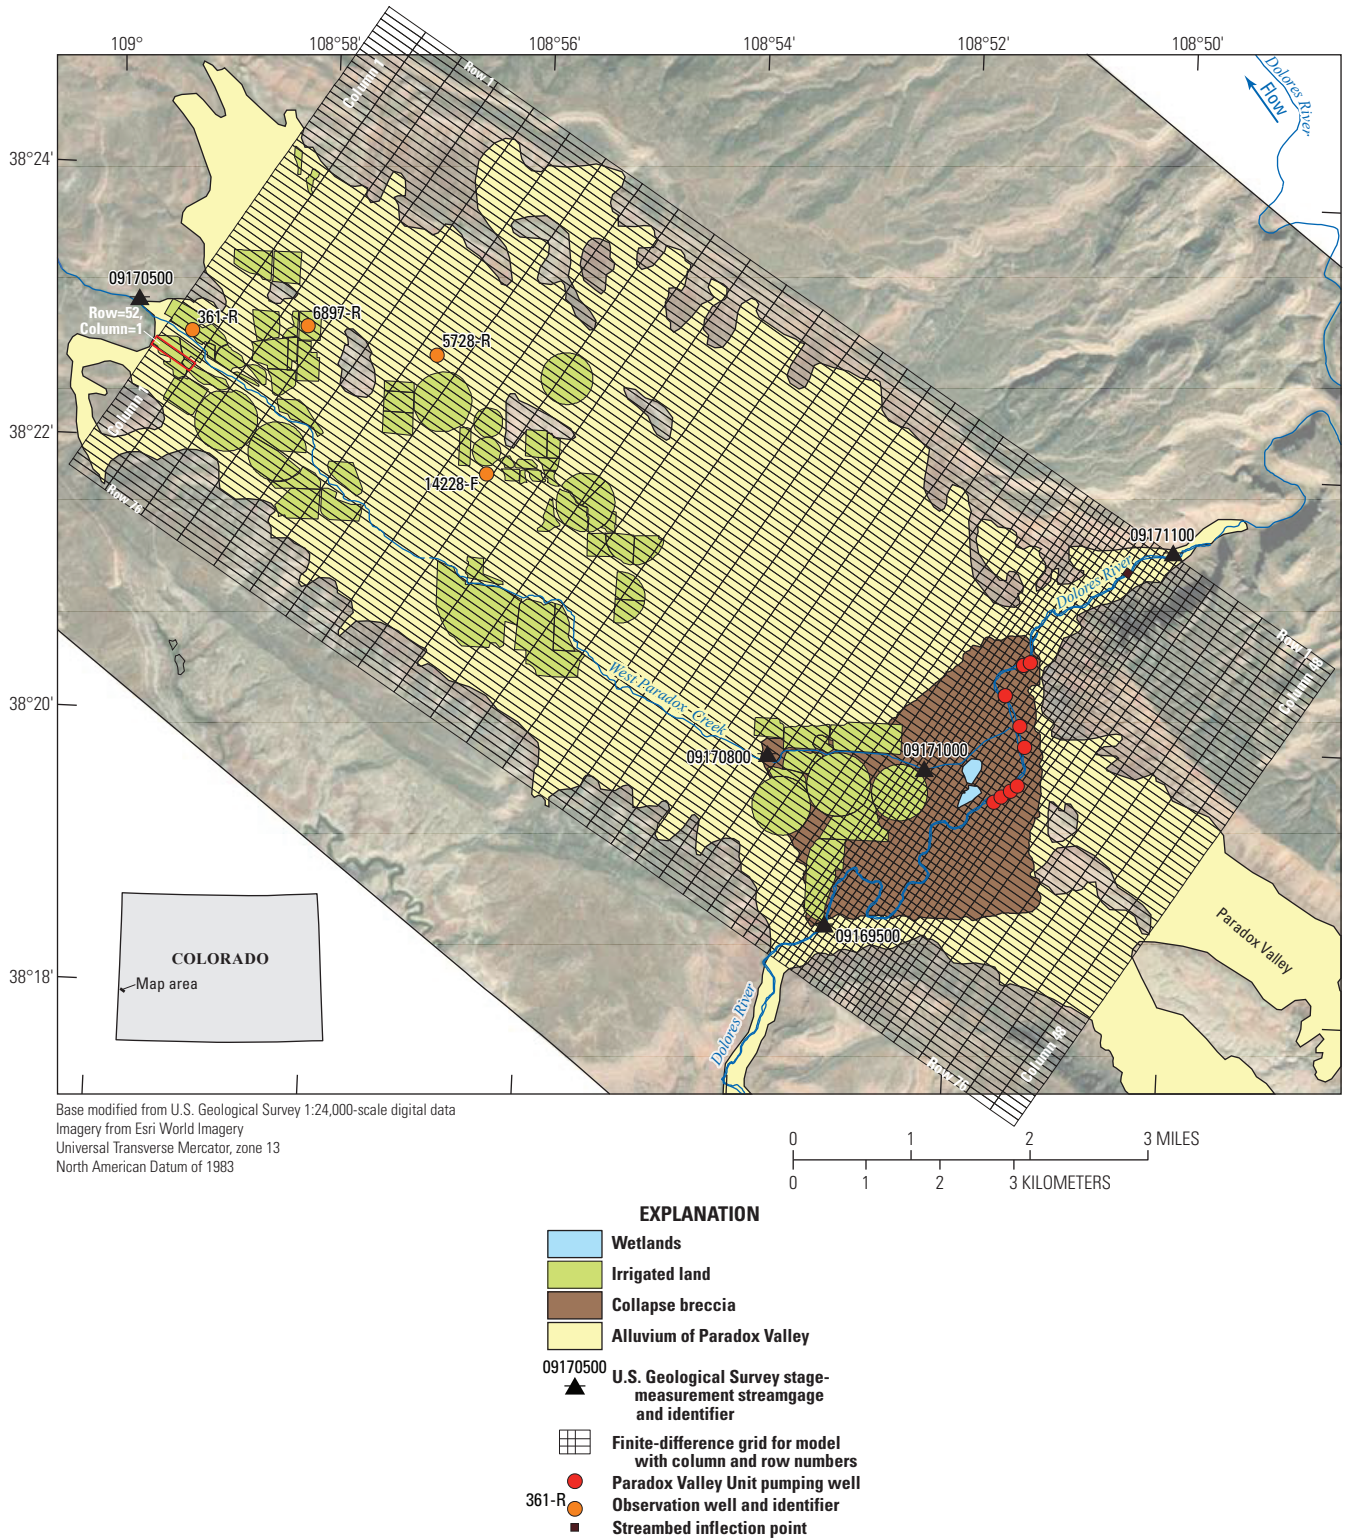 109°
108°58'
108°56'
108°54'
108°52'
108°50'
Column 1
Row 1
Dolores River
Flow
38°24'
09170500
Row=52,
Column=1
361-R
6897-R
5728-R
38°22'
Column 1
14228-F
Row 76
09171100
Dolores River
Row 1
Column 48
West Paradox Creek
38°20'
09170800
09171000
Paradox Valley
09169500
COLORADO
Map area
38°18'
Dolores River
Row 76
Column 48
Base modified from U.S. Geological Survey 1:24,000-scale digital data
Imagery from Esri World Imagery
Universal Transverse Mercator, zone 13
North American Datum of 1983
0 1 2 3 MILES
0 1 2 3 KILOMETERS
EXPLANATION
Wetlands
Irrigated land
Collapse breccia
Alluvium of Paradox Valley
09170500
U.S. Geological Survey stage-
measurement streamgage
and identifier
Finite-difference grid for model
with column and row numbers
Paradox Valley Unit pumping well
361-R
Observation well and identifier
Streambed inflection point